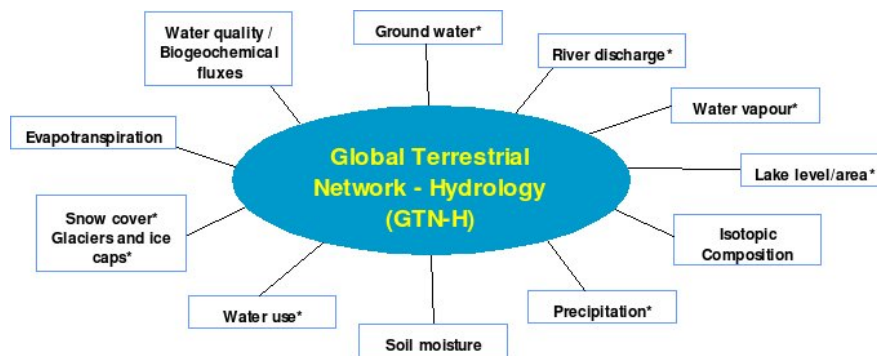 Water quality /
Biogeochemical
fluxes
Ground water*
River discharge*
Water vapour*
Evapotranspiration
Global Terrestrial
Network - Hydrology
(GTN-H)
Lake level/area*
Snow cover*
Glaciers and ice
caps*
Isotopic
Composition
Water use*
Precipitation*
Soil moisture